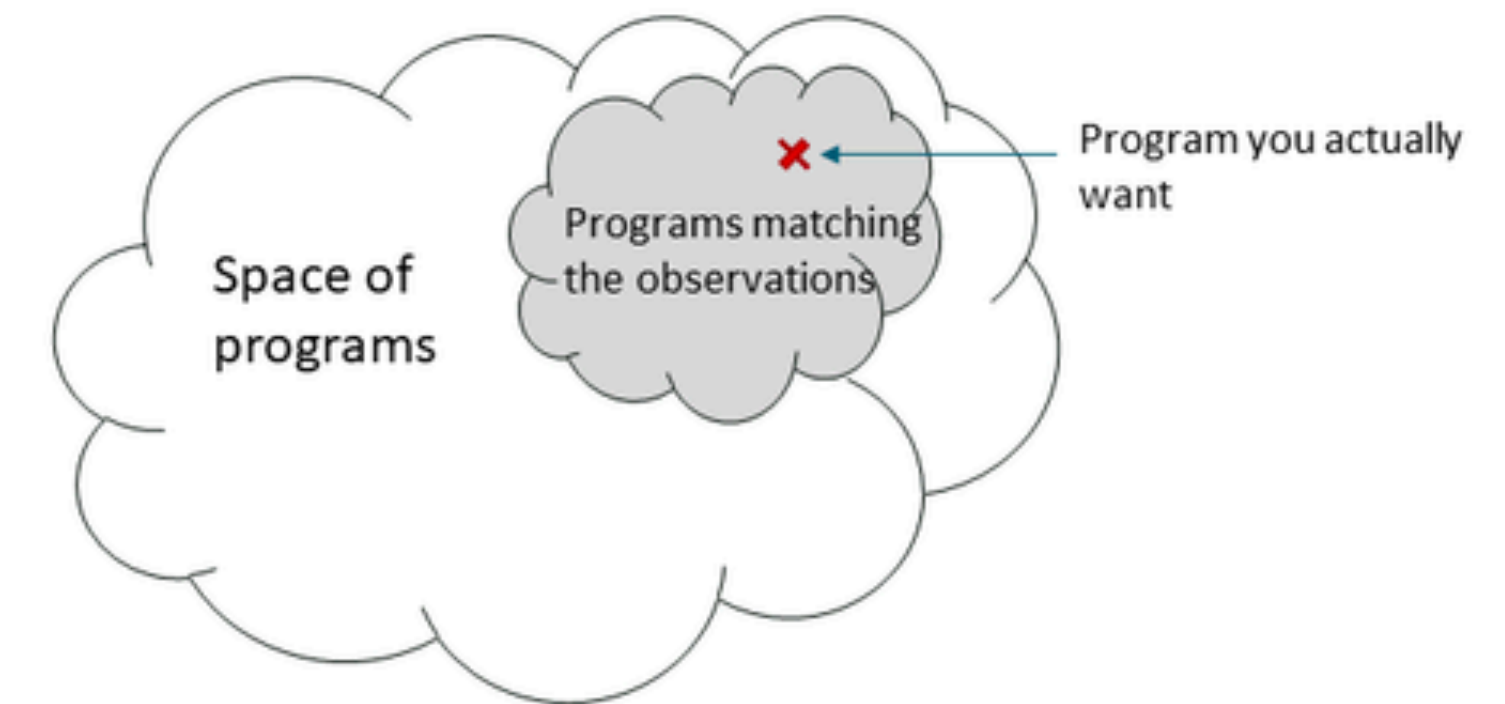 Program you actually
want
Programs matching
the observations
Space of
programs